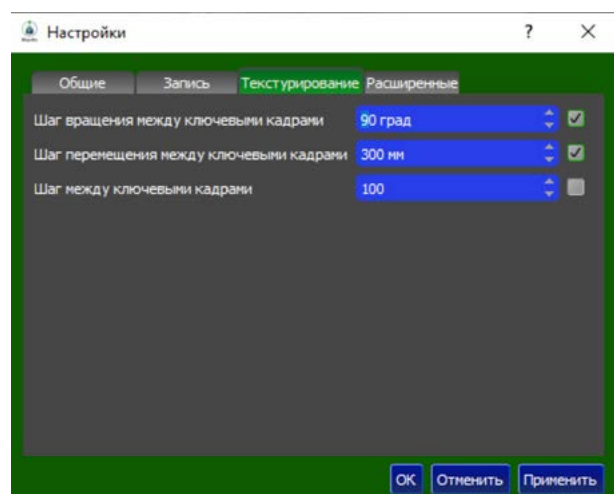 Настройки
?
Общие Запись Текстурирование Расширенные
Шаг вращения между ключевыми кадрами 90 град
Шаг перемещения между ключевыми кадрами 300 мм
Шаг между ключевыми кадрами 100
ОК Отменить Применить